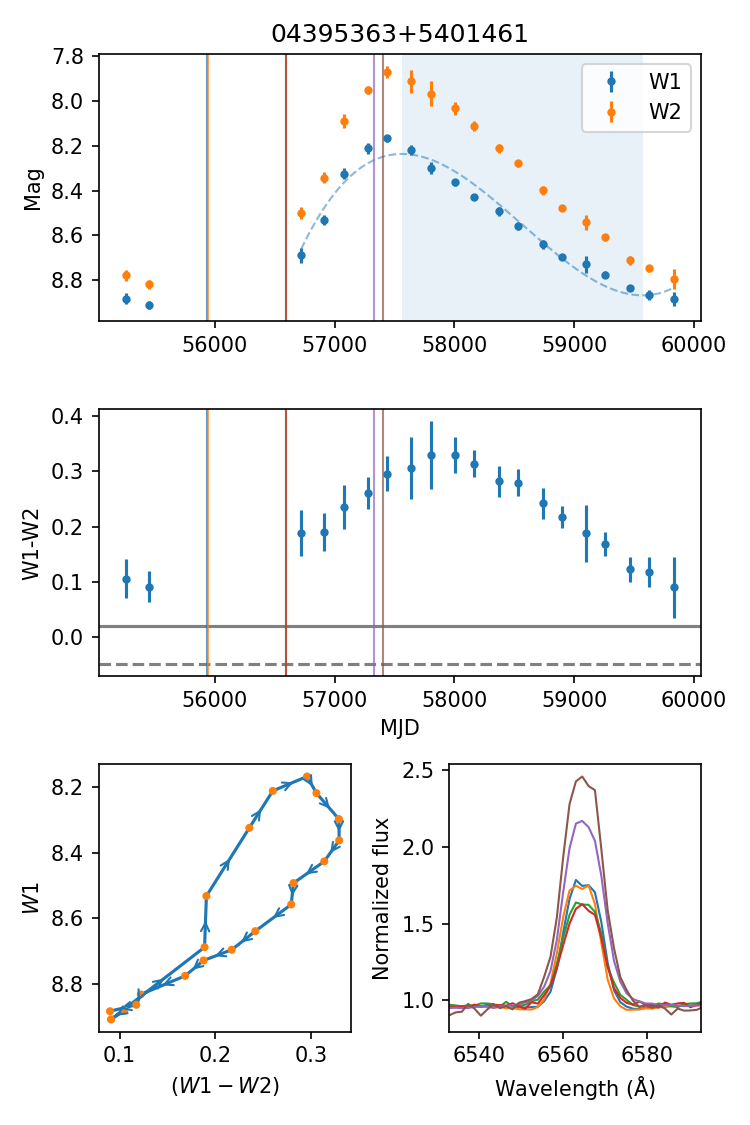 04395363+5401461
7.8
8.0
8.2
8.4
8.6
8.8
Mag
W1
W2
56000 57000 58000 59000 60000
0.4
0.3
0.2
0.1
0.0
W1-W2
56000 57000 58000 59000 60000
MJD
8.2
8.4
8.6
8.8
W1
0.1 0.2 0.3
(W1 − W2)
2.5
2.0
1.5
1.0
Normalized flux
6540 6560 6580
Wavelength (Å)